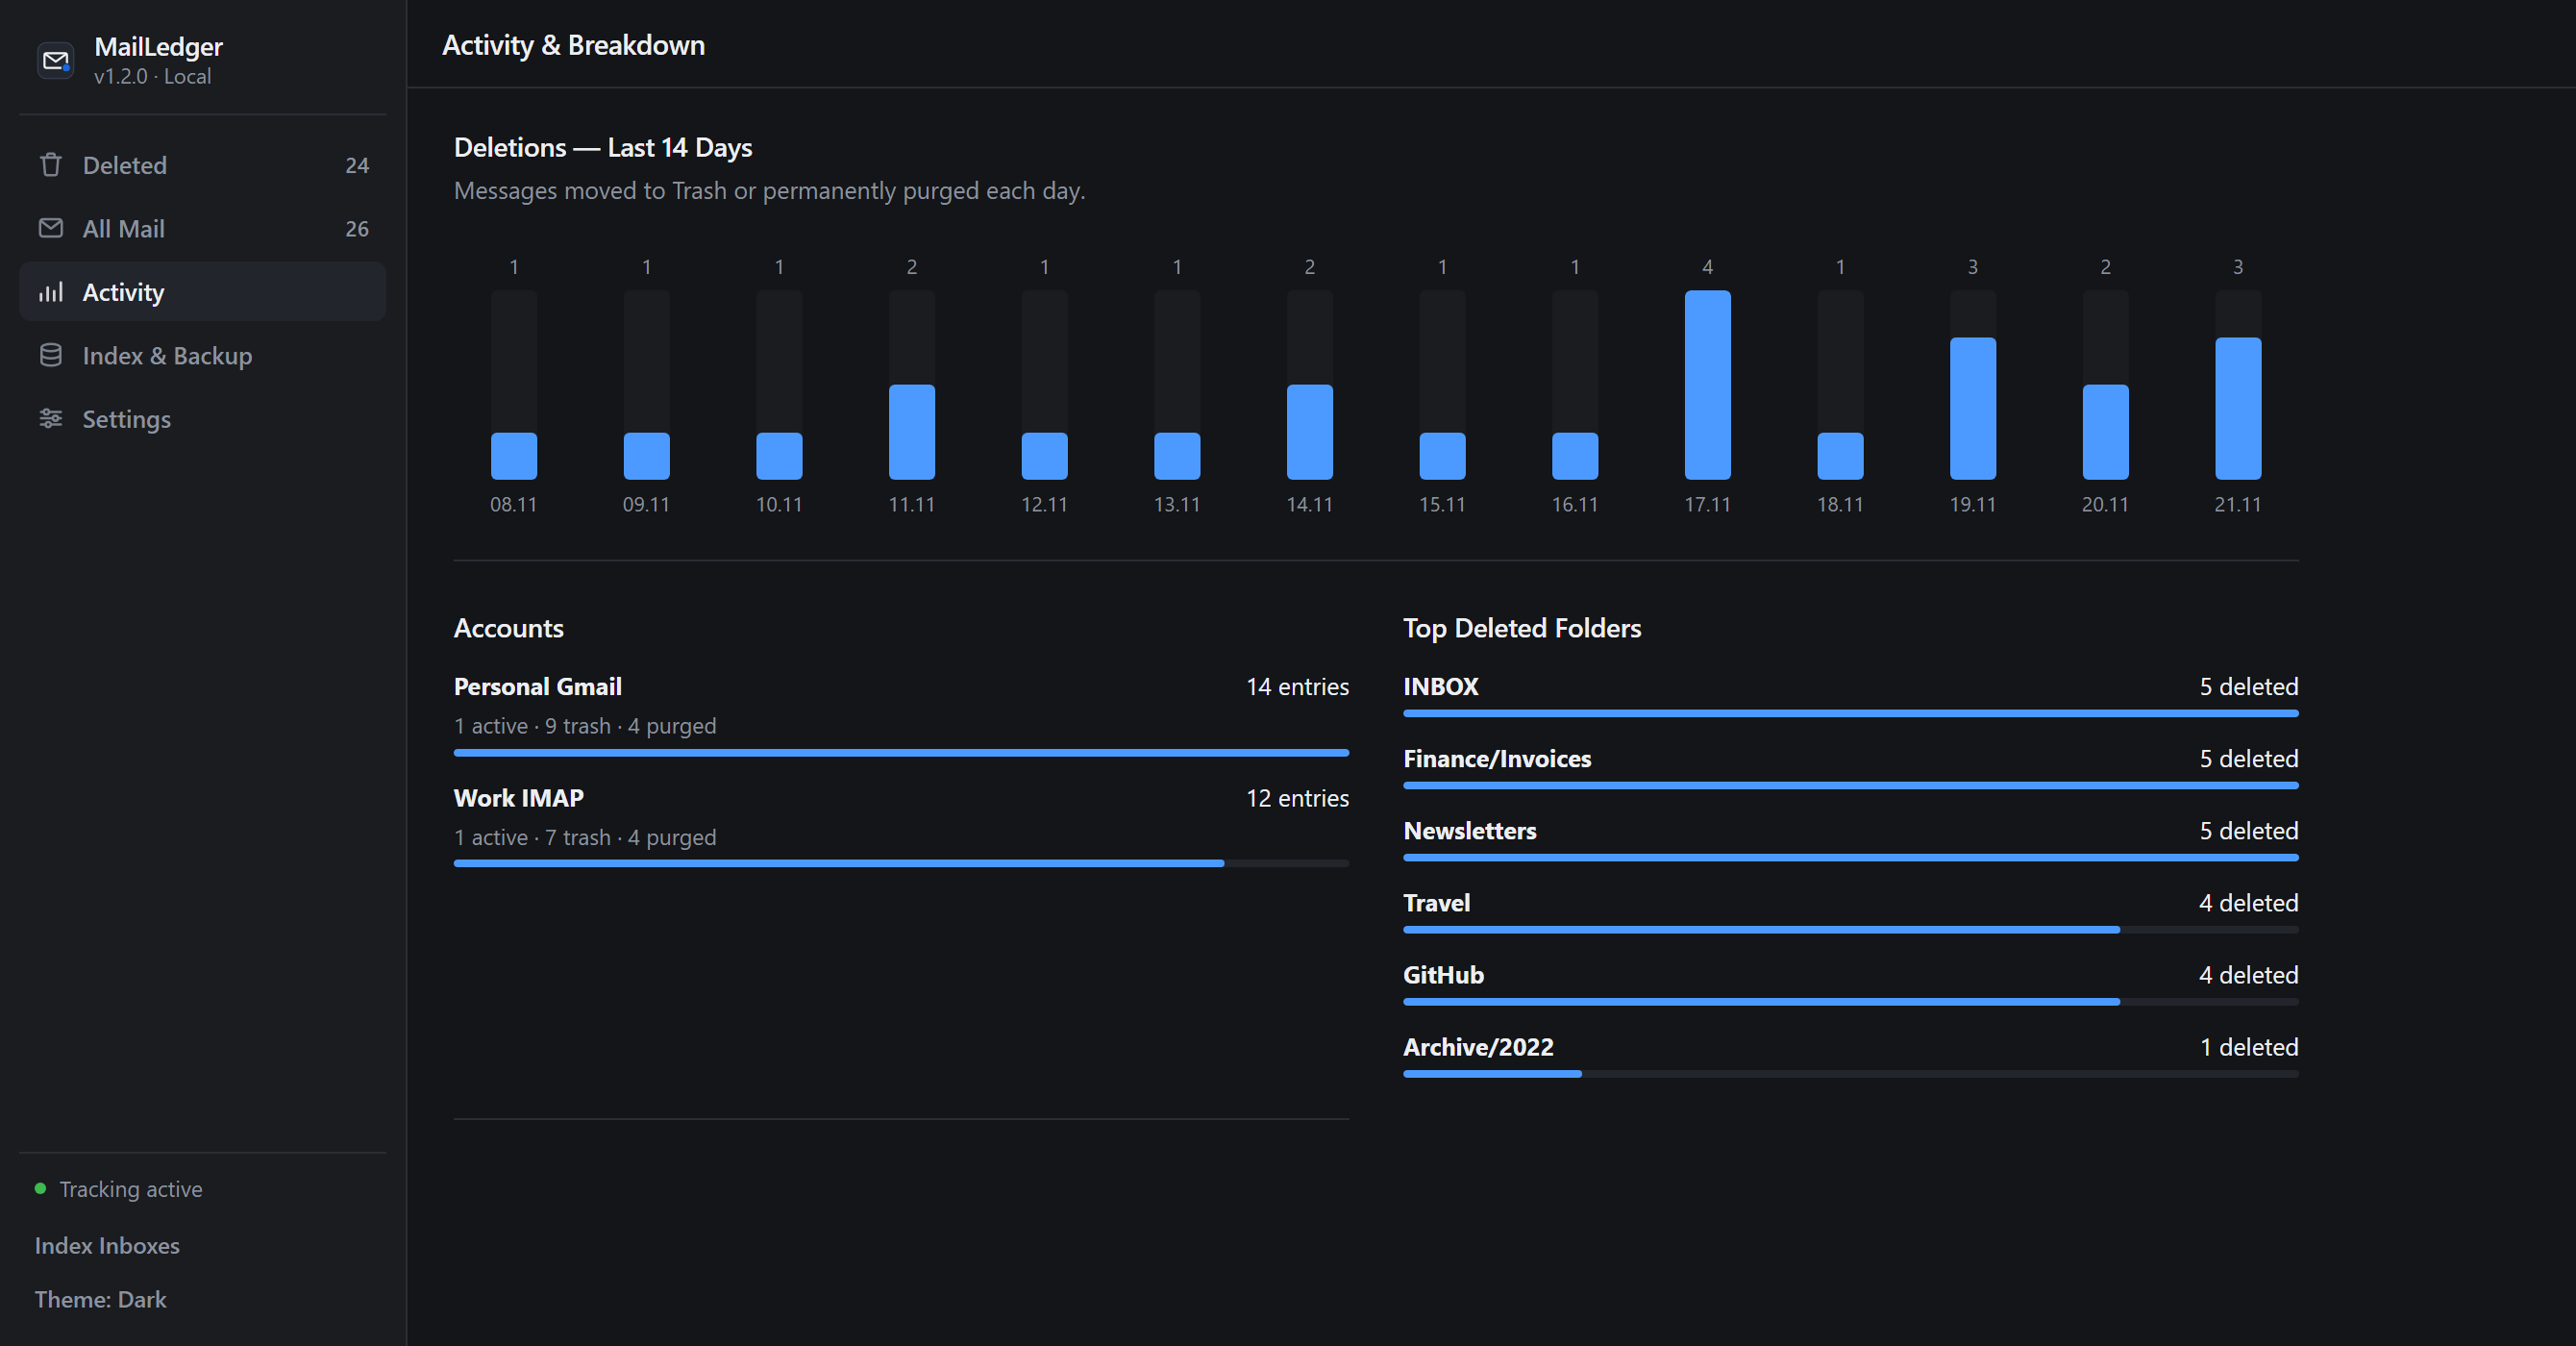 MailLedger
v1.2.0 · Local
Deleted 24
All Mail 26
Activity
Index & Backup
Settings
Tracking active
Index Inboxes
Theme: Dark
Activity & Breakdown
Deletions — Last 14 Days
Messages moved to Trash or permanently purged each day.
1 1 1 2 1 1 2 1 1 4 1 3 2 3
08.11 09.11 10.11 11.11 12.11 13.11 14.11 15.11 16.11 17.11 18.11 19.11 20.11 21.11
Accounts
Personal Gmail 14 entries
1 active · 9 trash · 4 purged
Work IMAP 12 entries
1 active · 7 trash · 4 purged
Top Deleted Folders
INBOX 5 deleted
Finance/Invoices 5 deleted
Newsletters 5 deleted
Travel 4 deleted
GitHub 4 deleted
Archive/2022 1 deleted